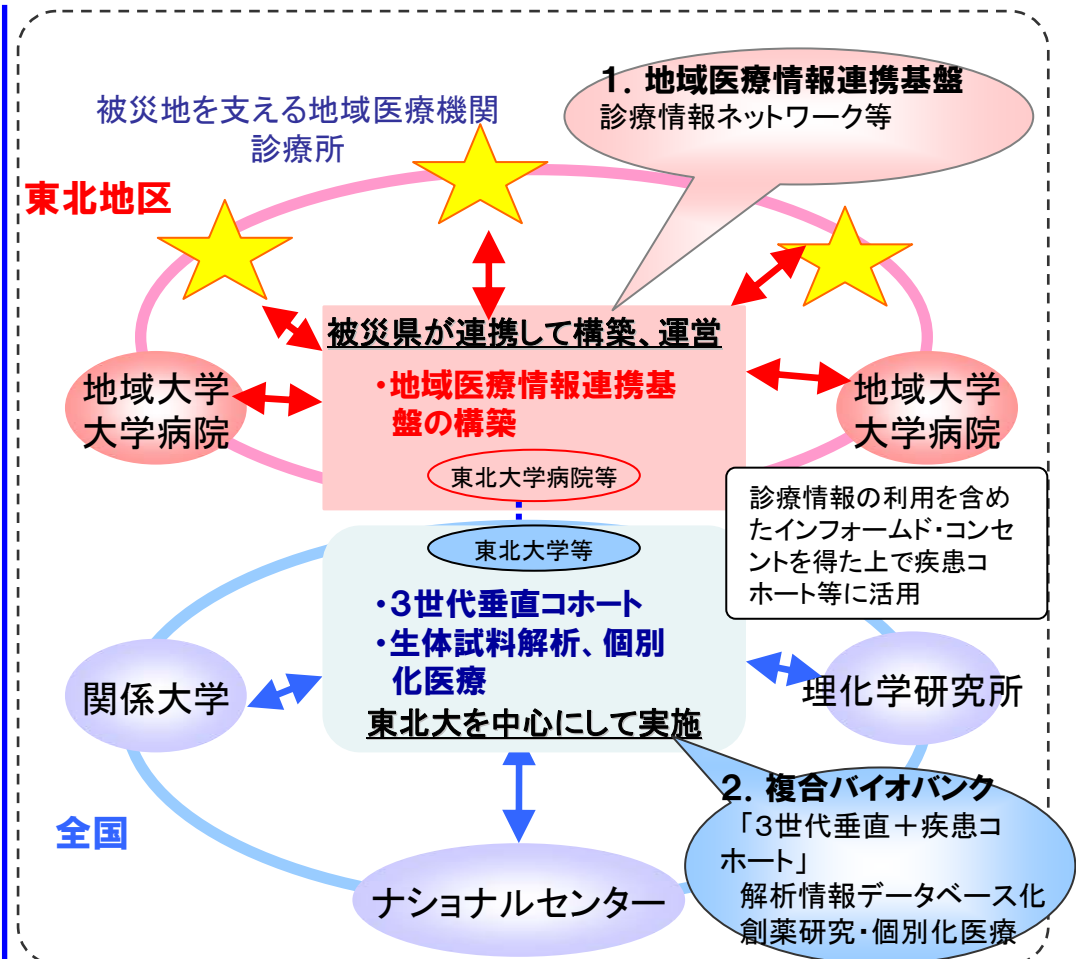 1．地域医療情報連携基盤
診療情報ネットワーク等
被災地を支える地域医療機関
診療所
東北地区
被災県が連携して構築、運営
・地域医療情報連携基
盤の構築
地域大学
大学病院
地域大学
大学病院
東北大学病院等
診療情報の利用を含め
たインフォームド・コンセ
ントを得た上で疾患コ
ホート等に活用
東北大学等
・３世代垂直コホート
・生体試料解析、個別
化医療
東北大を中心にして実施
関係大学
理化学研究所
全国
ナショナルセンター
2．複合バイオバンク
「３世代垂直＋疾患コ
ホート」
解析情報データベース化
創薬研究・個別化医療